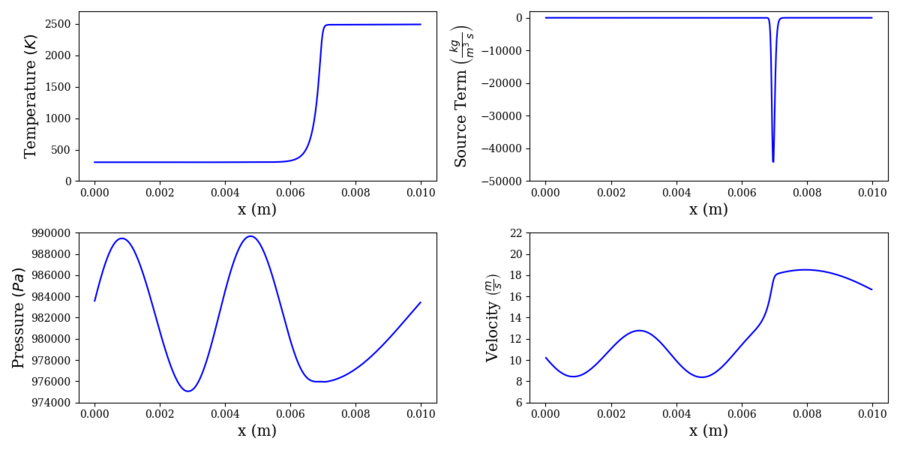 Temperature (K)
2500
2000
1500
1000
500
0
0.000 0.002 0.004 0.006 0.008 0.010
x (m)
Source Term (kg/m³ s)
0
−10000
−20000
−30000
−40000
−50000
0.000 0.002 0.004 0.006 0.008 0.010
x (m)
Pressure (Pa)
990000
988000
986000
984000
982000
980000
978000
976000
974000
0.000 0.002 0.004 0.006 0.008 0.010
x (m)
Velocity (m/s)
22
20
18
16
14
12
10
8
6
0.000 0.002 0.004 0.006 0.008 0.010
x (m)